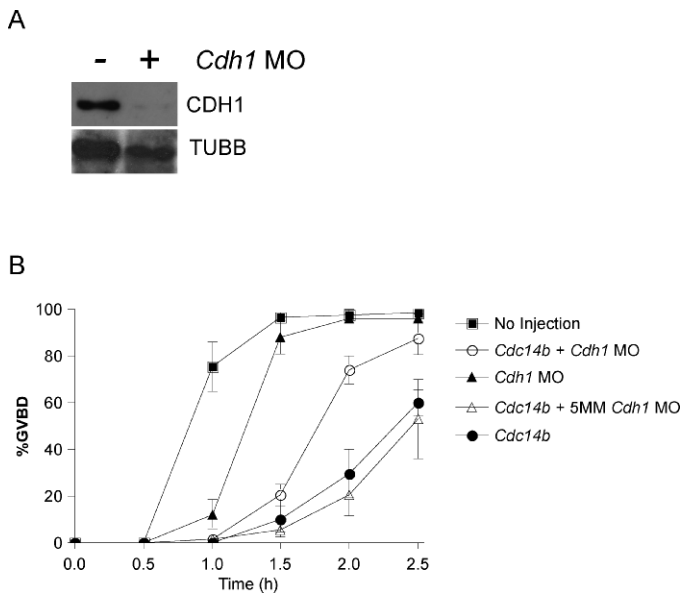 A
- + Cdh1 MO
CDH1
TUBB
B
%GVBD
100
80
60
40
20
0
0.0 0.5 1.0 1.5 2.0 2.5
Time (h)
No Injection
Cdc14b + Cdh1 MO
Cdh1 MO
Cdc14b + 5MM Cdh1 MO
Cdc14b